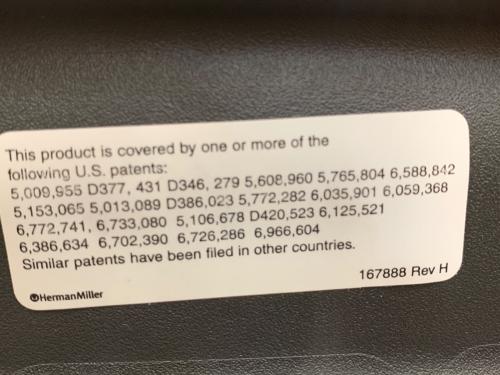 This product is covered by one or more of the
following U.S. patents:
5,009,955 D377, 431 D346, 279 5,608,960 5,765,804 6,588,842
5,153,065 5,013,089 D386,023 5,772,282 6,035,901 6,059,368
6,772,741, 6,733,080 5,106,678 D420,523 6,125,521
6,386,634 6,702,390 6,726,286 6,966,604
Similar patents have been filed in other countries.
167888 Rev H
HermanMiller